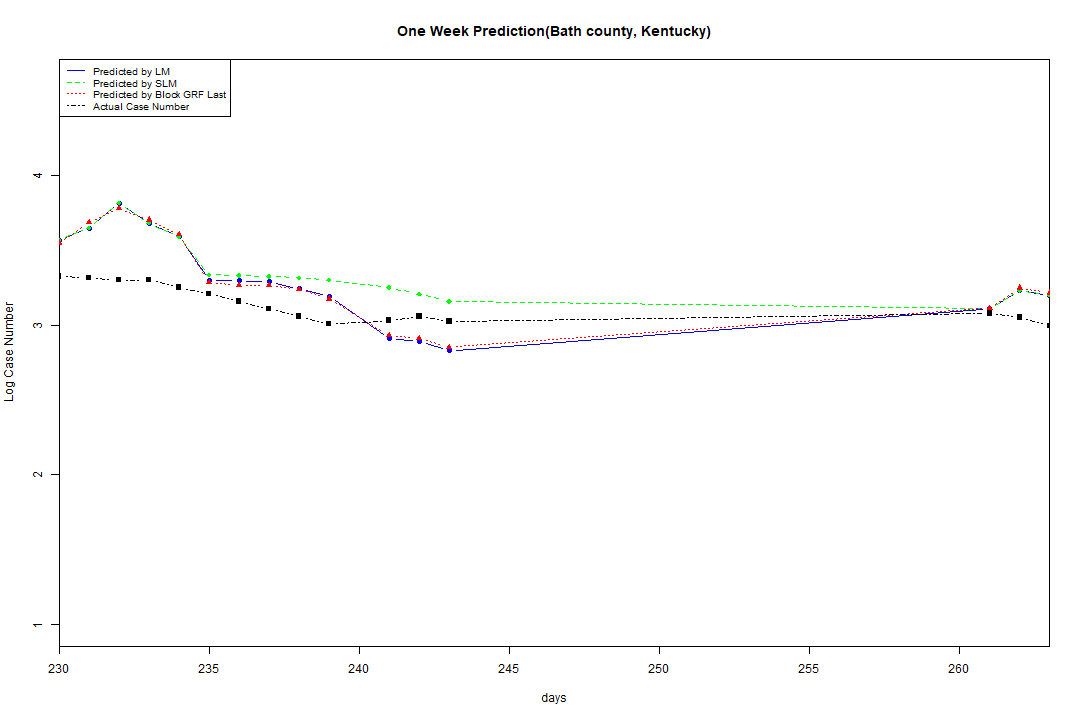 One Week Prediction(Bath county, Kentucky)
Predicted by LM
Predicted by SLM
Predicted by Block GRF Last
Actual Case Number
4
3
2
1
Log Case Number
230 235 240 245 250 255 260
days